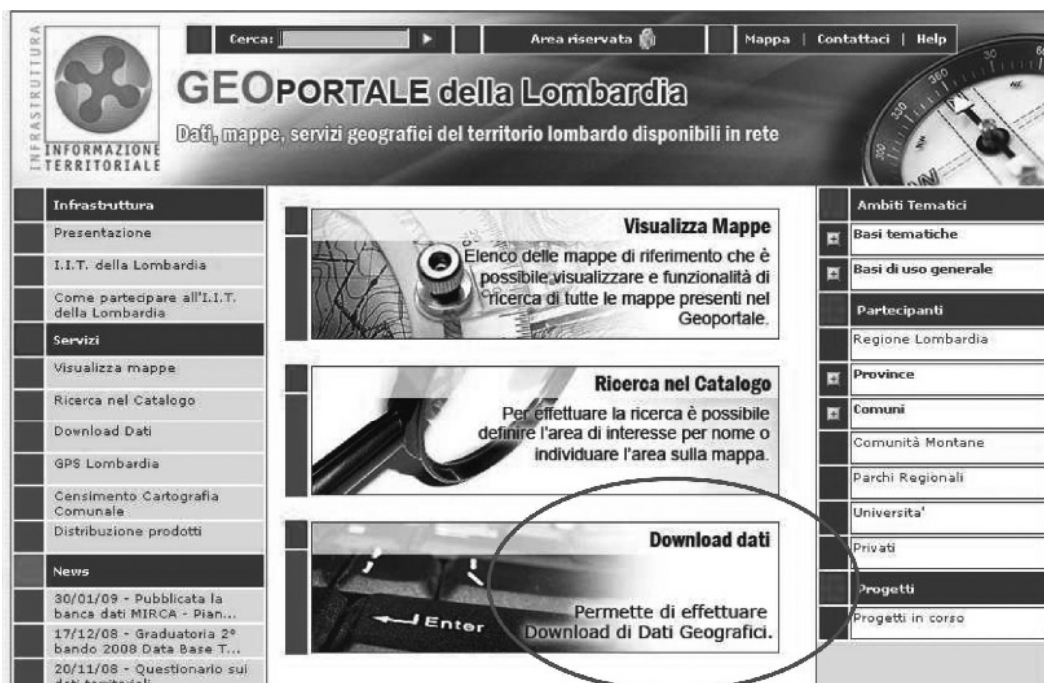 INFRASTRUTTURA
INFORMAZIONE
TERRITORIALE
Cerca:
Area riservata
Mappa | Contattaci | Help
GEOPORTALE della Lombardia
Dati, mappe, servizi geografici del territorio lombardo disponibili in rete
Infrastruttura
Presentazione
I.I.T. della Lombardia
Come partecipare all'I.I.T.
della Lombardia
Servizi
Visualizza mappe
Ricerca nel Catalogo
Download Dati
GPS Lombardia
Censimento Cartografia
Comunale
Distribuzione prodotti
News
30/01/09 - Pubblicata la
banca dati MIRCA - Pian...
17/12/08 - Graduatoria 2°
bando 2008 Data Base T...
20/11/08 - Questionario sui
dati territoriali
Visualizza Mappe
Elenco delle mappe di riferimento che è
possibile visualizzare e funzionalità di
ricerca di tutte le mappe presenti nel
Geoportale.
Ricerca nel Catalogo
Per effettuare la ricerca è possibile
definire l'area di interesse per nome o
individuare l'area sulla mappa.
Download dati
Enter
Permette di effettuare
Download di Dati Geografici.
30
360
330
300
Ambiti Tematici
Basi tematiche
Basi di uso generale
Partecipanti
Regione Lombardia
Province
Comuni
Comunità Montane
Parchi Regionali
Universita'
Privati
Progetti
Progetti in corso